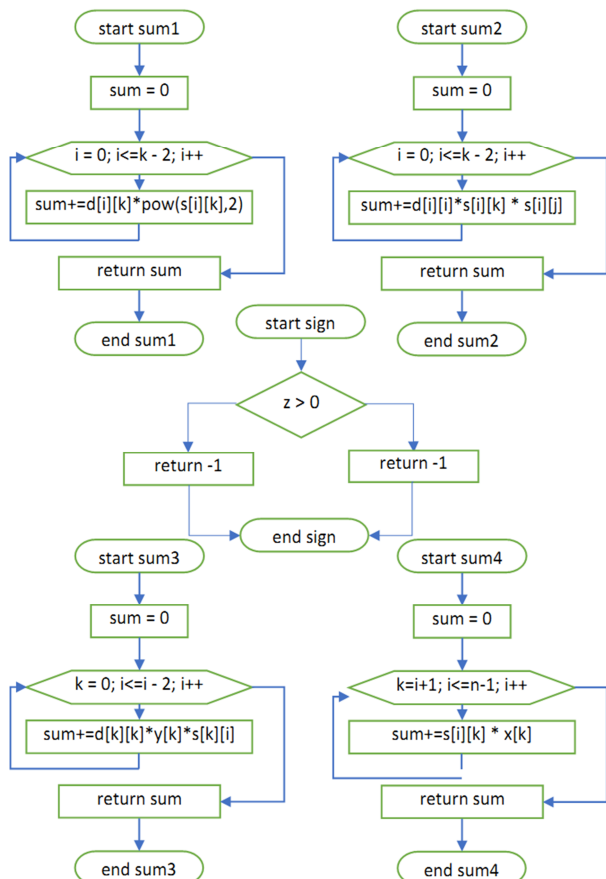 start sum1
sum = 0
i = 0; i<=k - 2; i++
sum+=d[i][k]*pow(s[i][k],2)
return sum
end sum1
start sum2
sum = 0
i = 0; i<=k - 2; i++
sum+=d[i][i]*s[i][k] * s[i][j]
return sum
end sum2
start sign
z > 0
return -1
return -1
end sign
start sum3
sum = 0
k = 0; i<=i - 2; i++
sum+=d[k][k]*y[k]*s[k][i]
return sum
end sum3
start sum4
sum = 0
k=i+1; i<=n-1; i++
sum+=s[i][k] * x[k]
return sum
end sum4